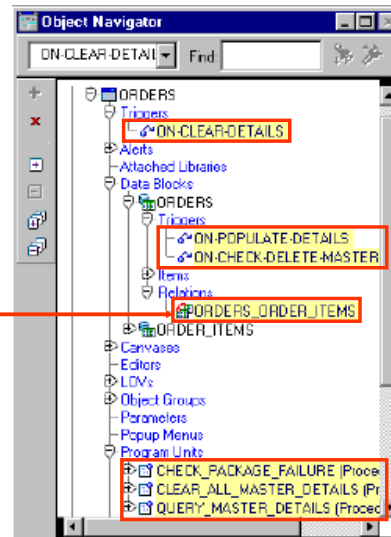 Object Navigator
ON-CLEAR-DETAIL Find:
ORDERS
Triggers
ON-CLEAR-DETAILS
Alerts
Attached Libraries
Data Blocks
ORDERS
Triggers
ON-POPULATE-DETAILS
ON-CHECK-DELETE-MASTER
Items
Relations
ORDERS_ORDER_ITEMS
ORDER_ITEMS
Canvases
Editors
LOVs
Object Groups
Parameters
Popup Menus
Program Units
CHECK_PACKAGE_FAILURE (Proce
CLEAR_ALL_MASTER_DETAILS (Pr
QUERY_MASTER_DETAILS (Proced